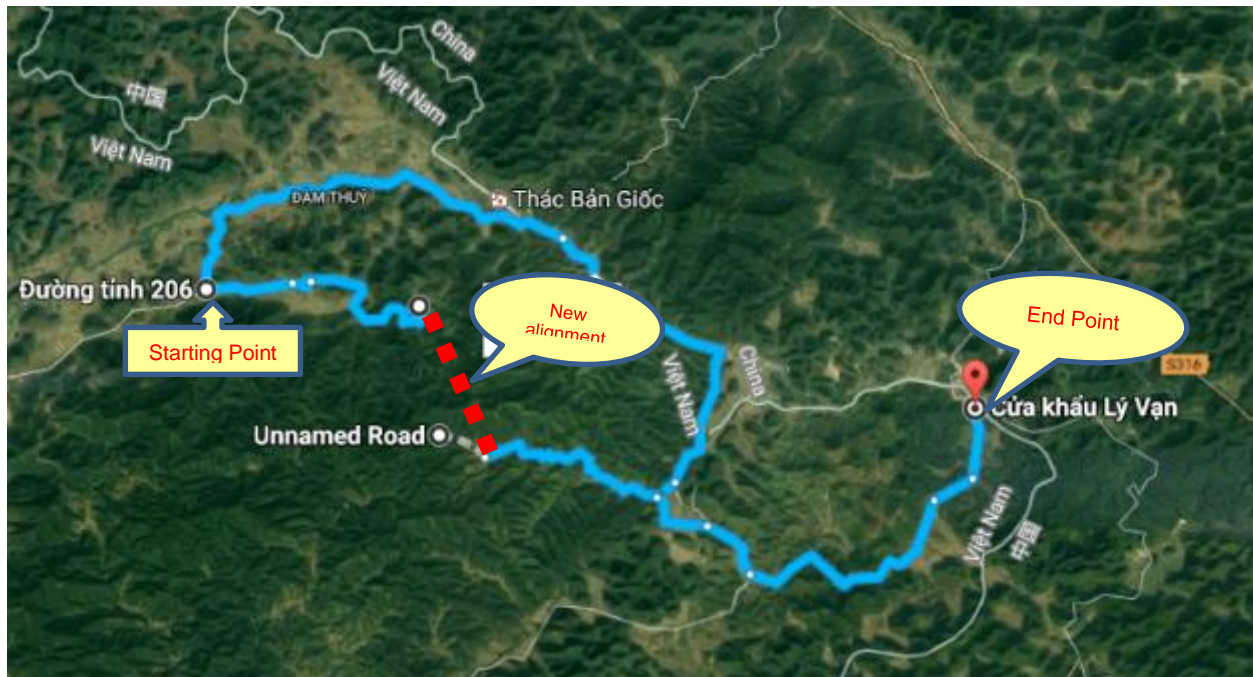 China
中国
Việt Nam
Việt Nam
ĐÀM THUỶ
Thác Bản Giốc
Đường tỉnh 206
Starting Point
New
alignment
End Point
S316
China
Việt Nam
Cửa khẩu Lý Vạn
Unnamed Road
Việt Nam
中国